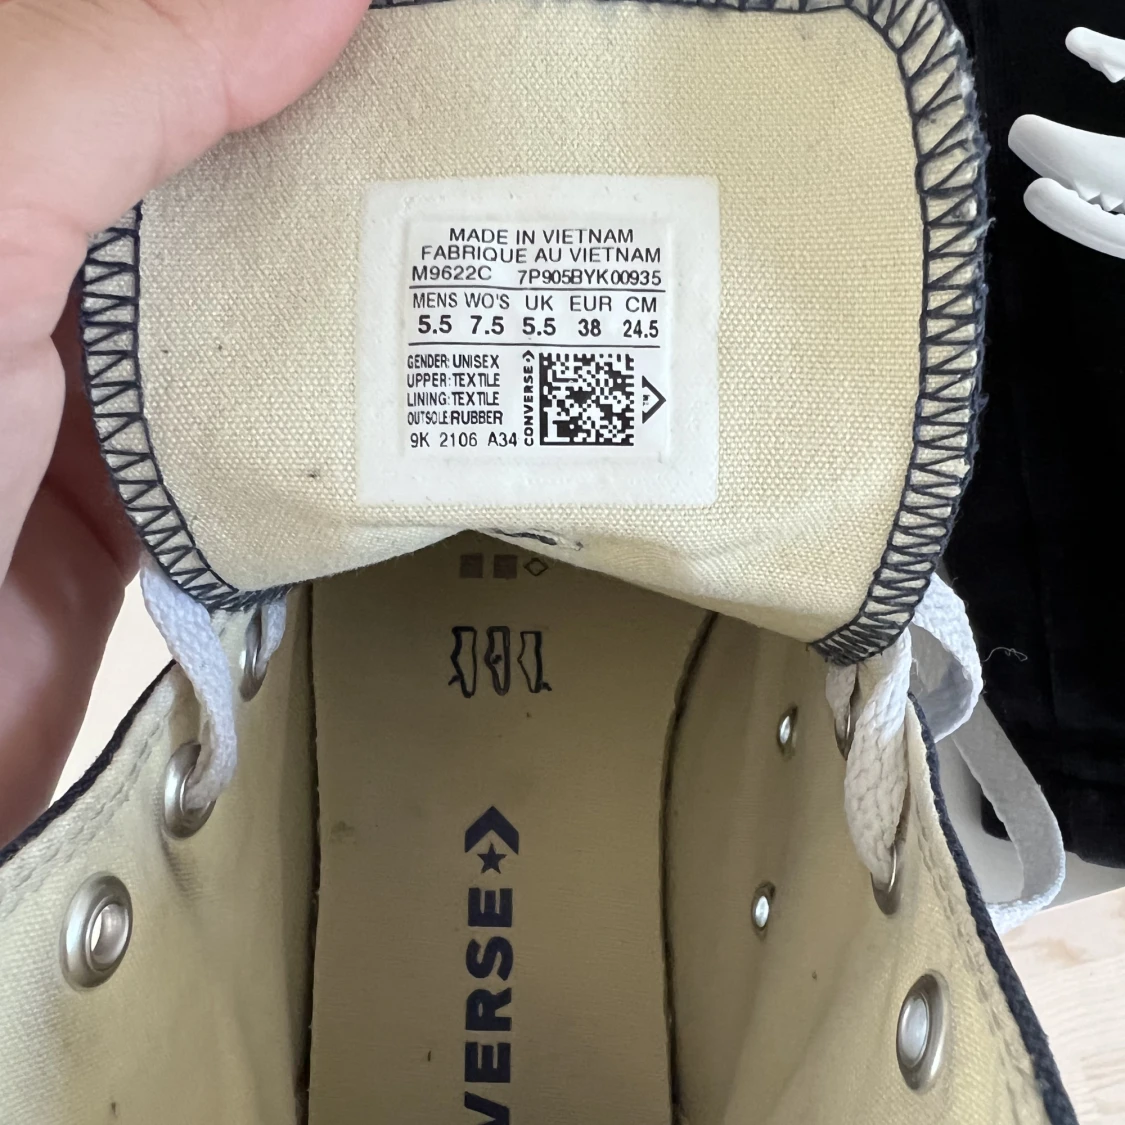 MADE IN VIETNAM
FABRIQUE AU VIETNAM
M9622C 7P905BYK00935
MENS WO'S UK EUR CM
5.5 7.5 5.5 38 24.5
GENDER: UNISEX
UPPER: TEXTILE
LINING: TEXTILE
OUTSOLE: RUBBER
9K 2106 A34
CONVERSE
VERSE